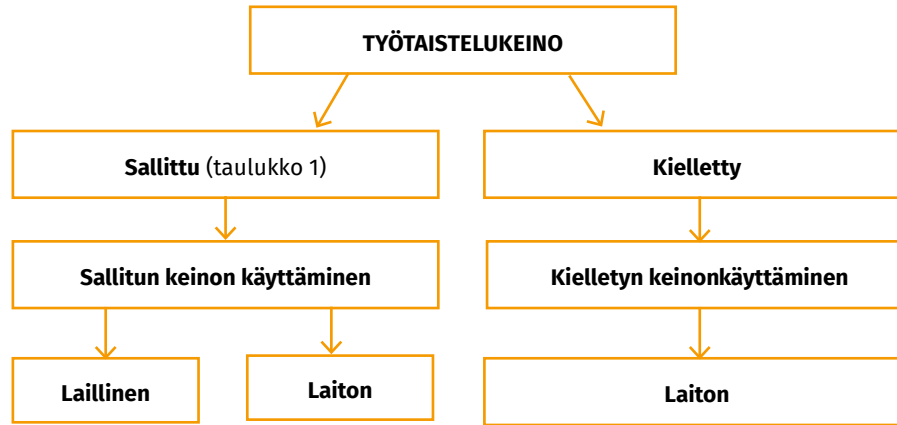 TYÖTAISTELUKEINO
Sallittu (taulukko 1)
Kielletty
Sallitun keinon käyttäminen
Kielletyn keinonkäyttäminen
Laillinen
Laiton
Laiton